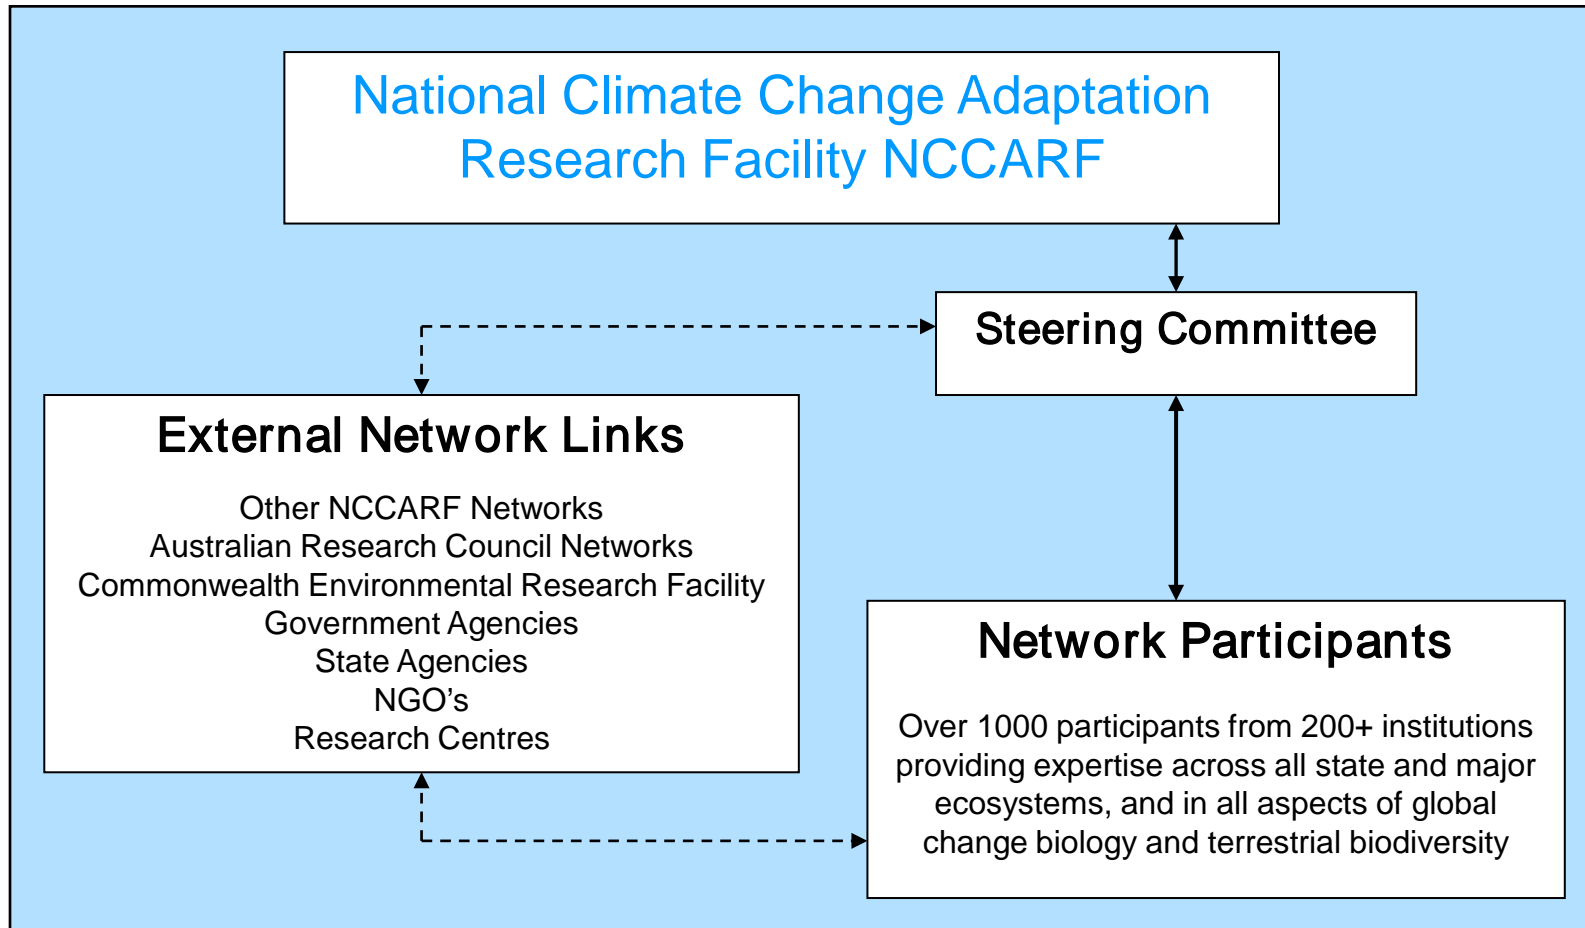 National Climate Change Adaptation
Research Facility NCCARF
Steering Committee
External Network Links
Other NCCARF Networks
Australian Research Council Networks
Commonwealth Environmental Research Facility
Government Agencies
State Agencies
NGO’s
Research Centres
Network Participants
Over 1000 participants from 200+ institutions
providing expertise across all state and major
ecosystems, and in all aspects of global
change biology and terrestrial biodiversity